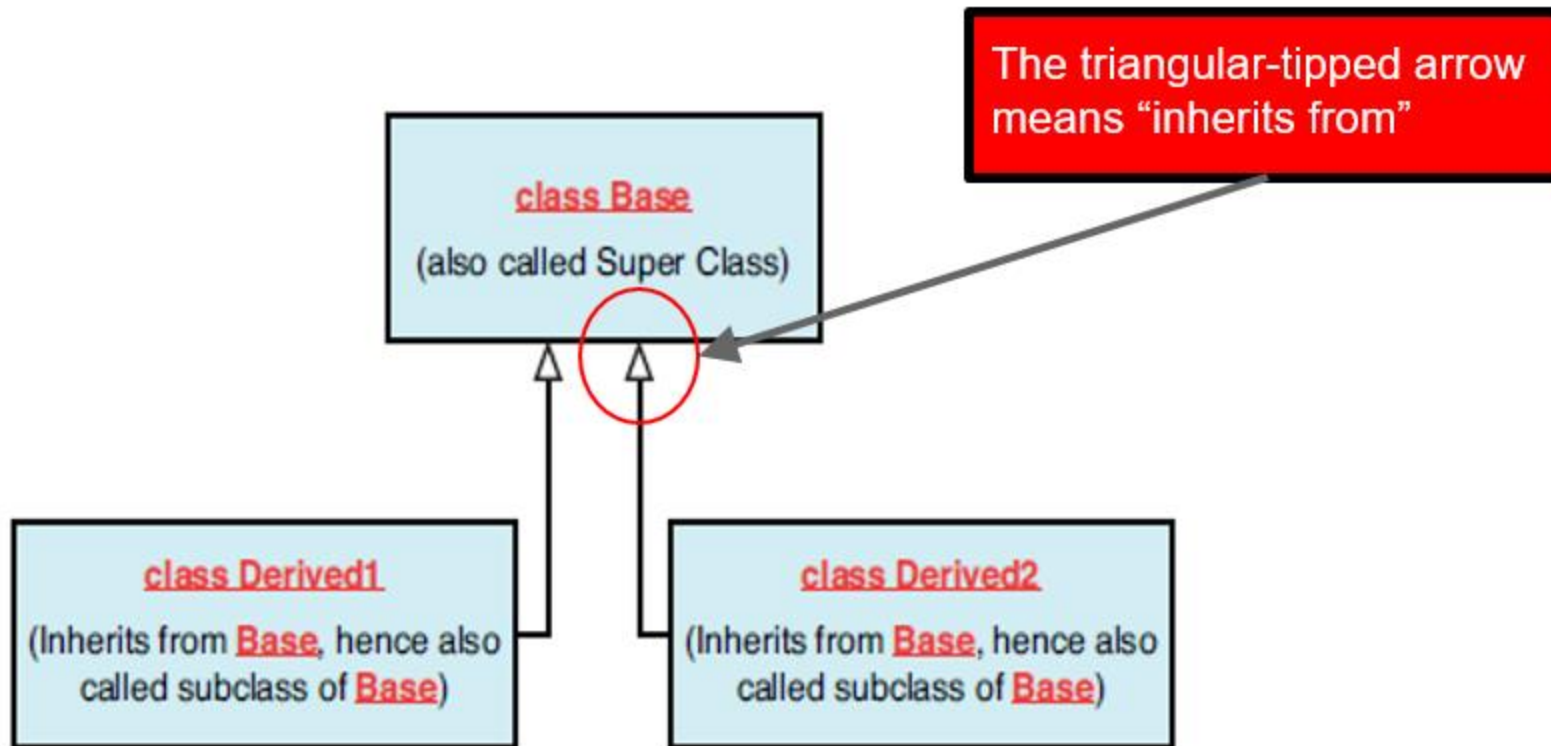 The triangular-tipped arrow
means “inherits from”
class Base
(also called Super Class)
class Derived1
(Inherits from Base, hence also
called subclass of Base)
class Derived2
(Inherits from Base, hence also
called subclass of Base)